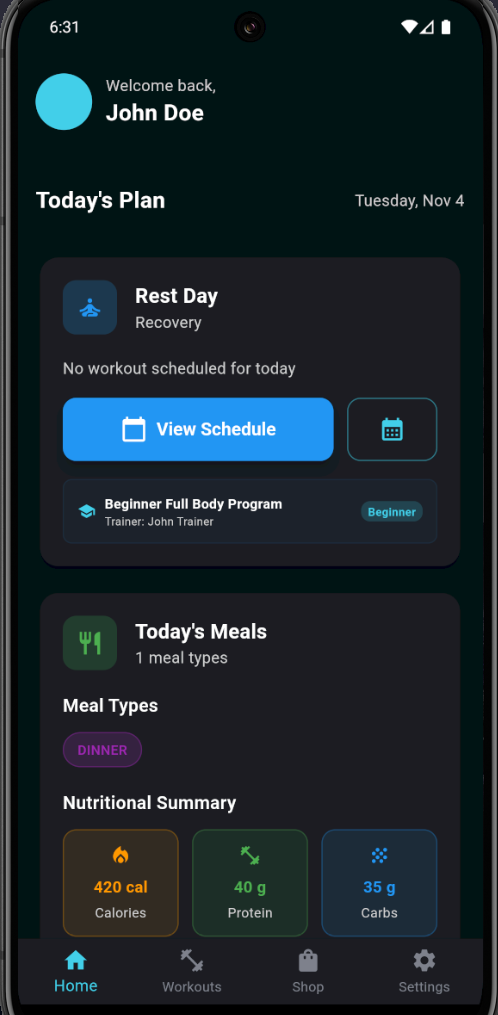 6:31
Welcome back,
John Doe
Today's Plan
Tuesday, Nov 4
Rest Day
Recovery
No workout scheduled for today
View Schedule
Beginner Full Body Program
Trainer: John Trainer
Beginner
Today's Meals
1 meal types
Meal Types
DINNER
Nutritional Summary
420 cal
Calories
40 g
Protein
35 g
Carbs
Home
Workouts
Shop
Settings